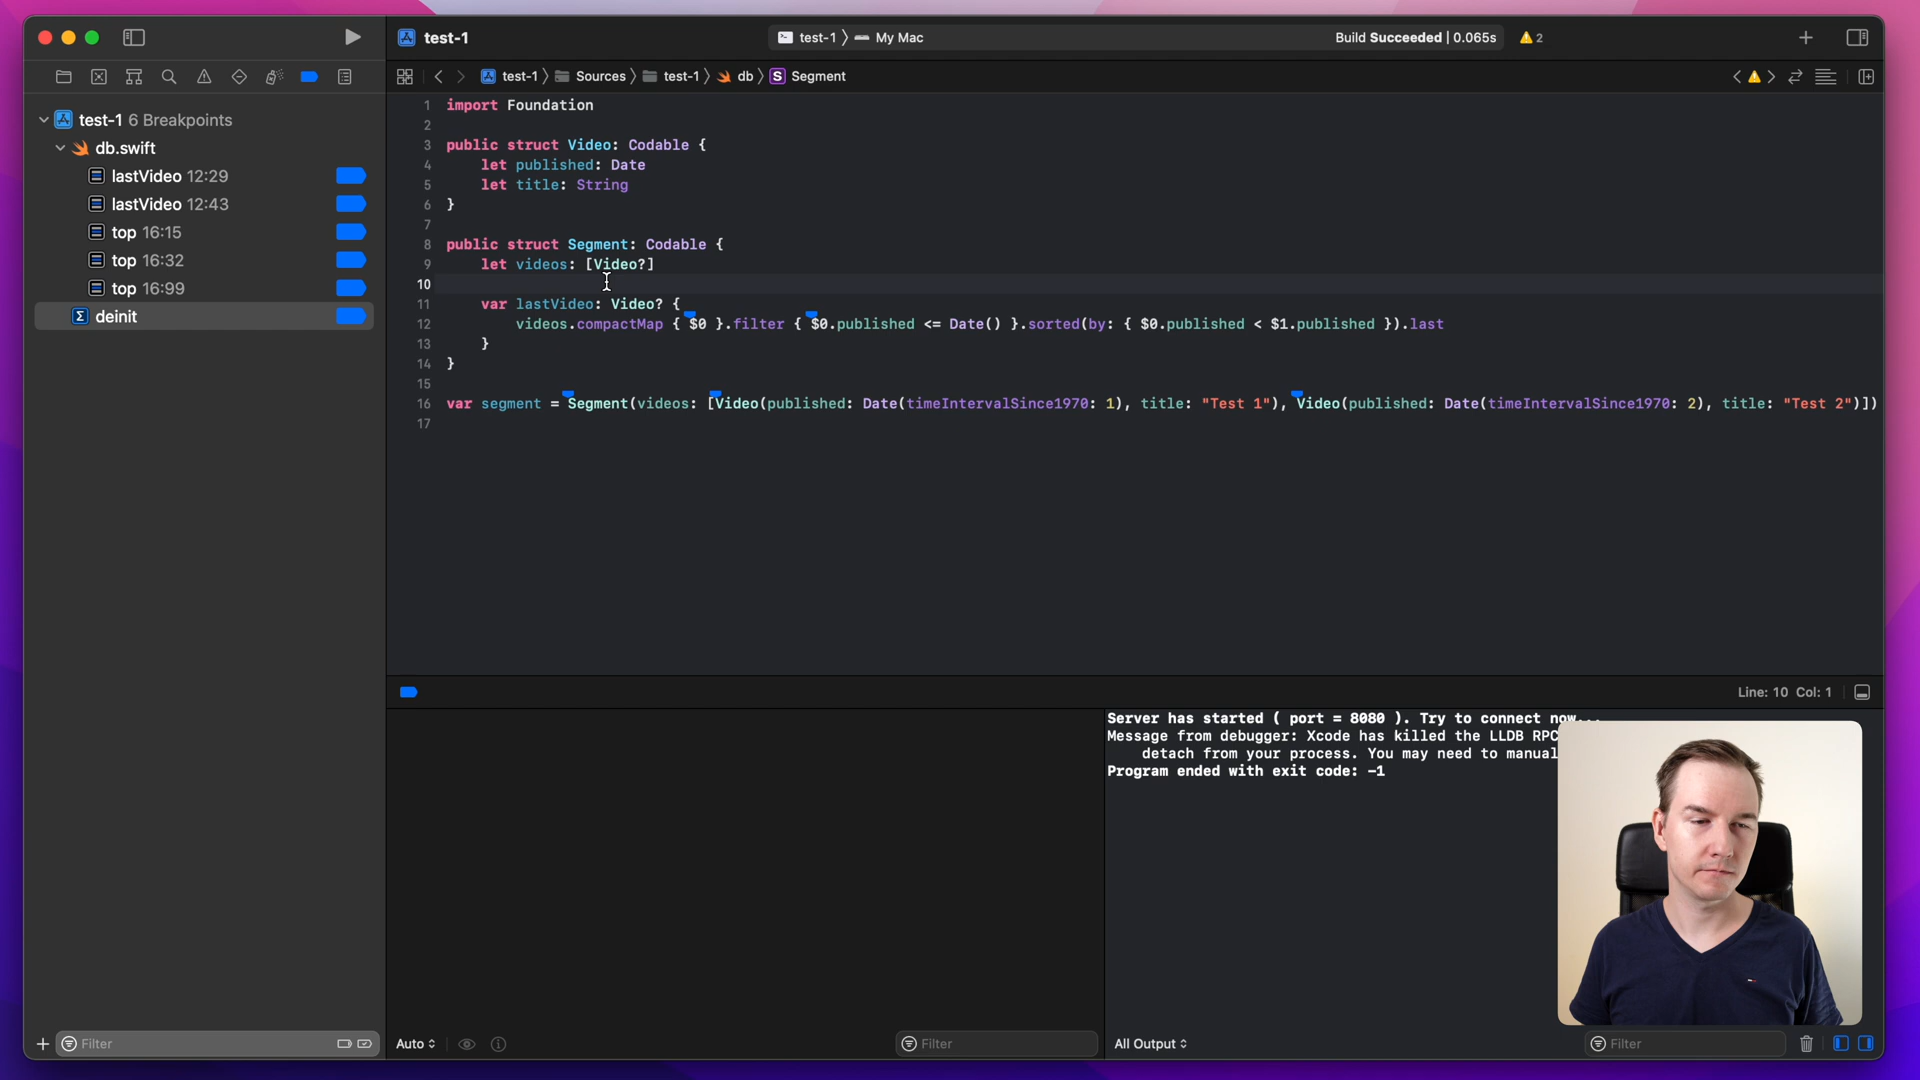 test-1
test-1 〉 My Mac
Build Succeeded | 0.065s
2
test-1 〉 Sources 〉 test-1 〉 db 〉 S Segment
test-1 6 Breakpoints
db.swift
lastVideo 12:29
lastVideo 12:43
top 16:15
top 16:32
top 16:99
Σ deinit
1 import Foundation
2
3 public struct Video: Codable {
4 let published: Date
5 let title: String
6 }
7
8 public struct Segment: Codable {
9 let videos: [Video?]
10
11 var lastVideo: Video? {
12 videos.compactMap { $0 }.filter { $0.published <= Date() }.sorted(by: { $0.published < $1.published }).last
13 }
14 }
15
16 var segment = Segment(videos: [Video(published: Date(timeIntervalSince1970: 1), title: "Test 1"), Video(published: Date(timeIntervalSince1970: 2), title: "Test 2")])
17
Line: 10 Col: 1
Server has started ( port = 8080 ). Try to connect now...
Message from debugger: Xcode has killed the LLDB RPC
detach from your process. You may need to manual
Program ended with exit code: -1
Filter
Auto
Filter
All Output
Filter